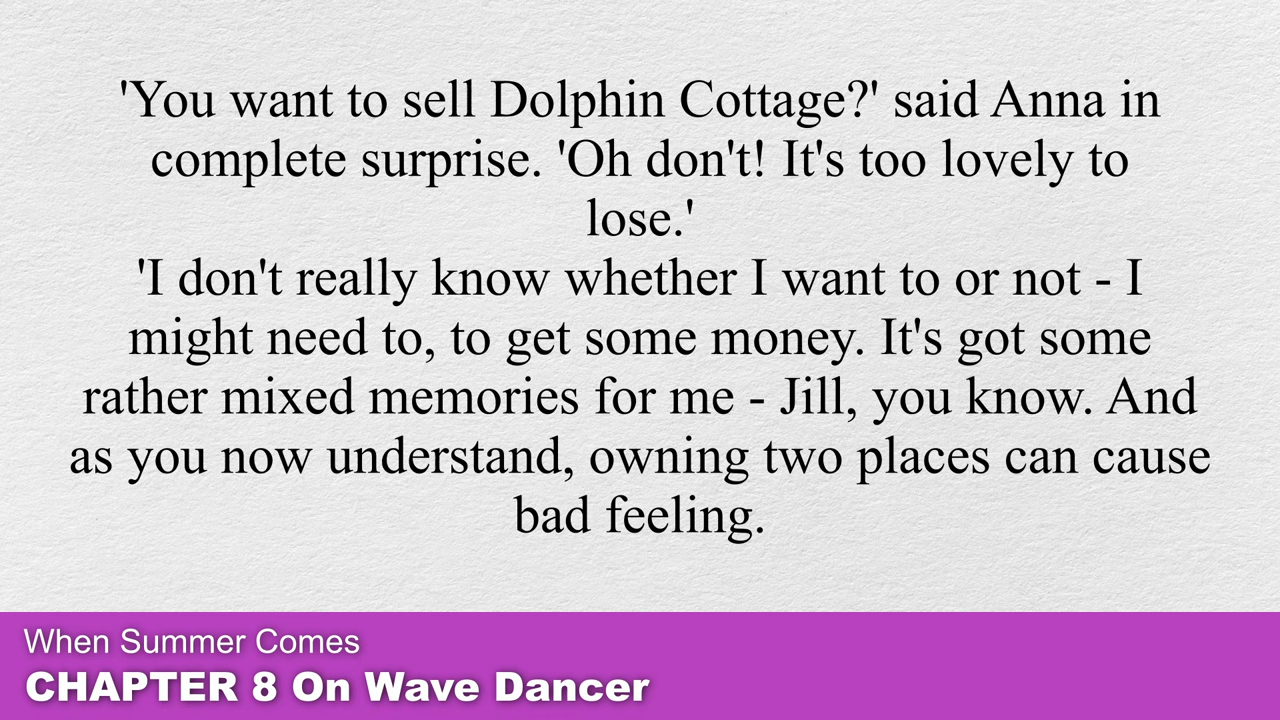 'You want to sell Dolphin Cottage?' said Anna in
complete surprise. 'Oh don't! It's too lovely to
lose.'
'I don't really know whether I want to or not - I
might need to, to get some money. It's got some
rather mixed memories for me - Jill, you know. And
as you now understand, owning two places can cause
bad feeling.
When Summer Comes
CHAPTER 8 On Wave Dancer